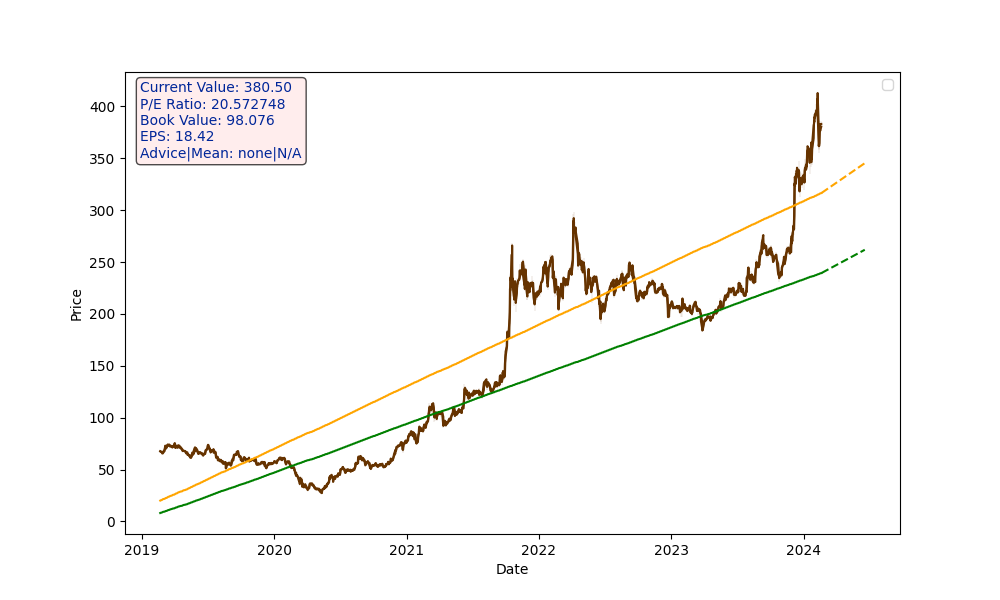 Current Value: 380.50
P/E Ratio: 20.572748
Book Value: 98.076
EPS: 18.42
Advice|Mean: none|N/A
400
350
300
250
200
150
100
50
0
Price
2019 2020 2021 2022 2023 2024
Date